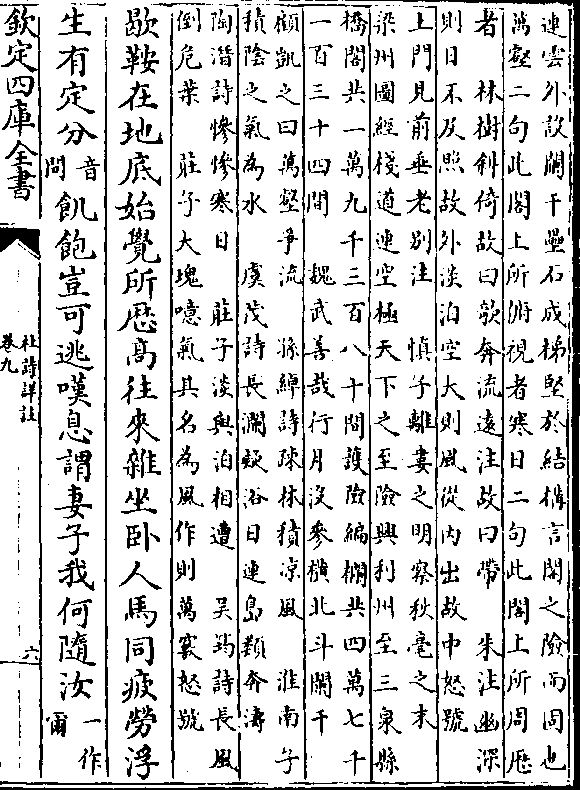 連雲外敧闌干壘石成梯堅於結構言閣之險而固也
萬壑二句此閣上所俯視者寒日二句此閣上所周厯
者　林樹斜倚故曰欹奔流遠注故曰帶　朱注幽深
則日不反照故外淡泊空大則風從内出故中怒號
上門見前垂老别注　慎子離婁之明察秋毫之末
梁州圖經棧道連空極天下之至險興利州至三泉縣
橋閣共一萬九千三百八十間護險編欄共四萬七千
一百三十四間　魏武善哉行月没參横北斗闌干
顧凱之曰萬壑爭流　孫綽詩疎林積凉風　淮南子
積陰之氣為水　虞茂詩長瀾疑浴日連島類奔濤
陶潛詩慘慘寒日　莊子淡與泊相遭　吴筠詩長風
倒危葉　莊子大塊噫氣其名為風作則萬竅怒號
歇鞍在地底始覺所厯髙往來雜坐卧人馬同疲勞浮
生有定分音問飢飽豈可逃嘆息謂妻子我何隨汝一作爾
欽定四庫全書
杜詩詳註
卷九
六